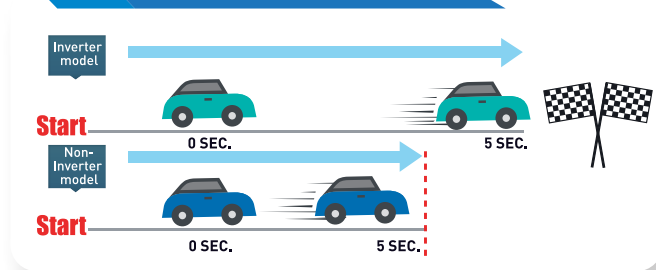 Inverter
model
Start
0 SEC.
5 SEC.
Non-
Inverter
model
Start
0 SEC.
5 SEC.